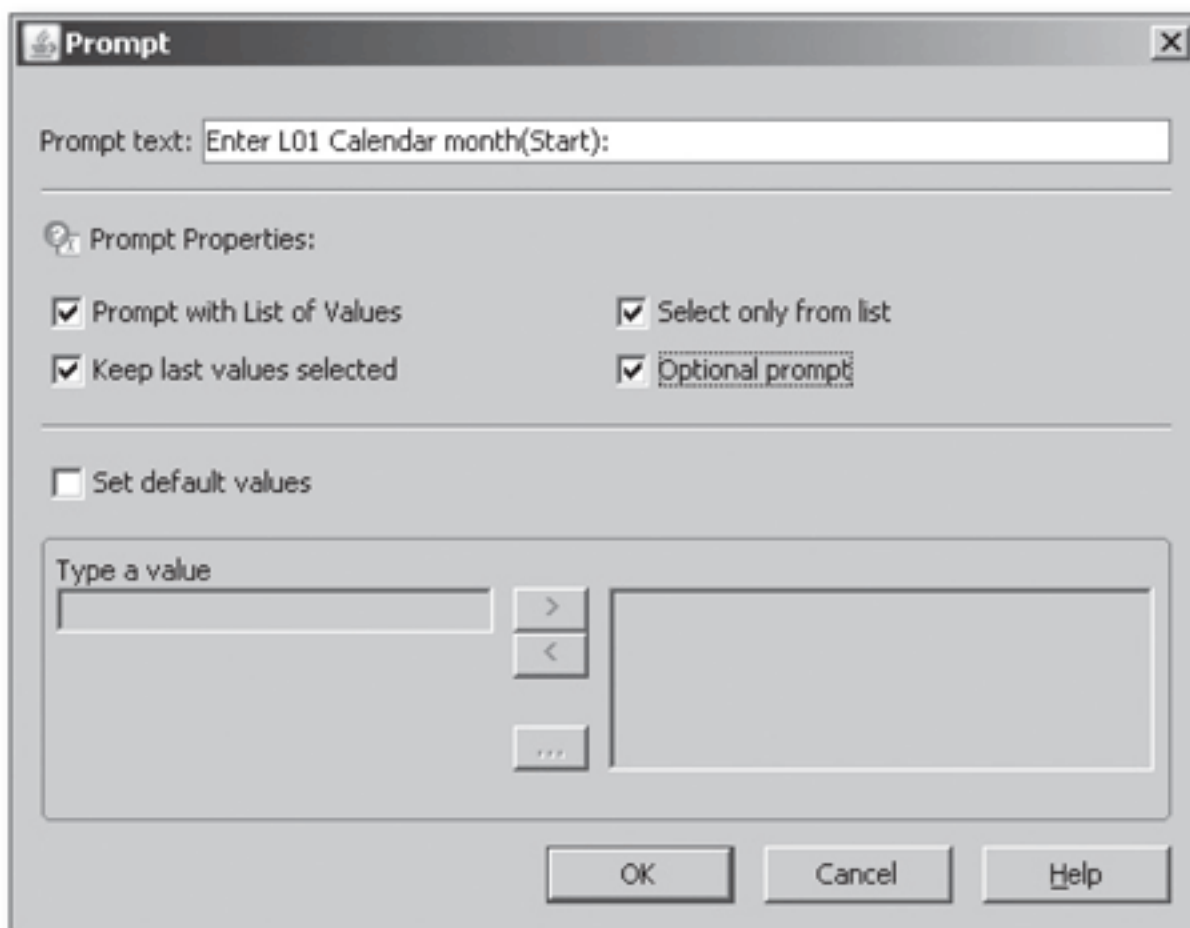 Prompt
Prompt text: Enter L01 Calendar month(Start):
Prompt Properties:
Prompt with List of Values
Select only from list
Keep last values selected
Optional prompt
Set default values
Type a value
>
<
...
OK
Cancel
Help